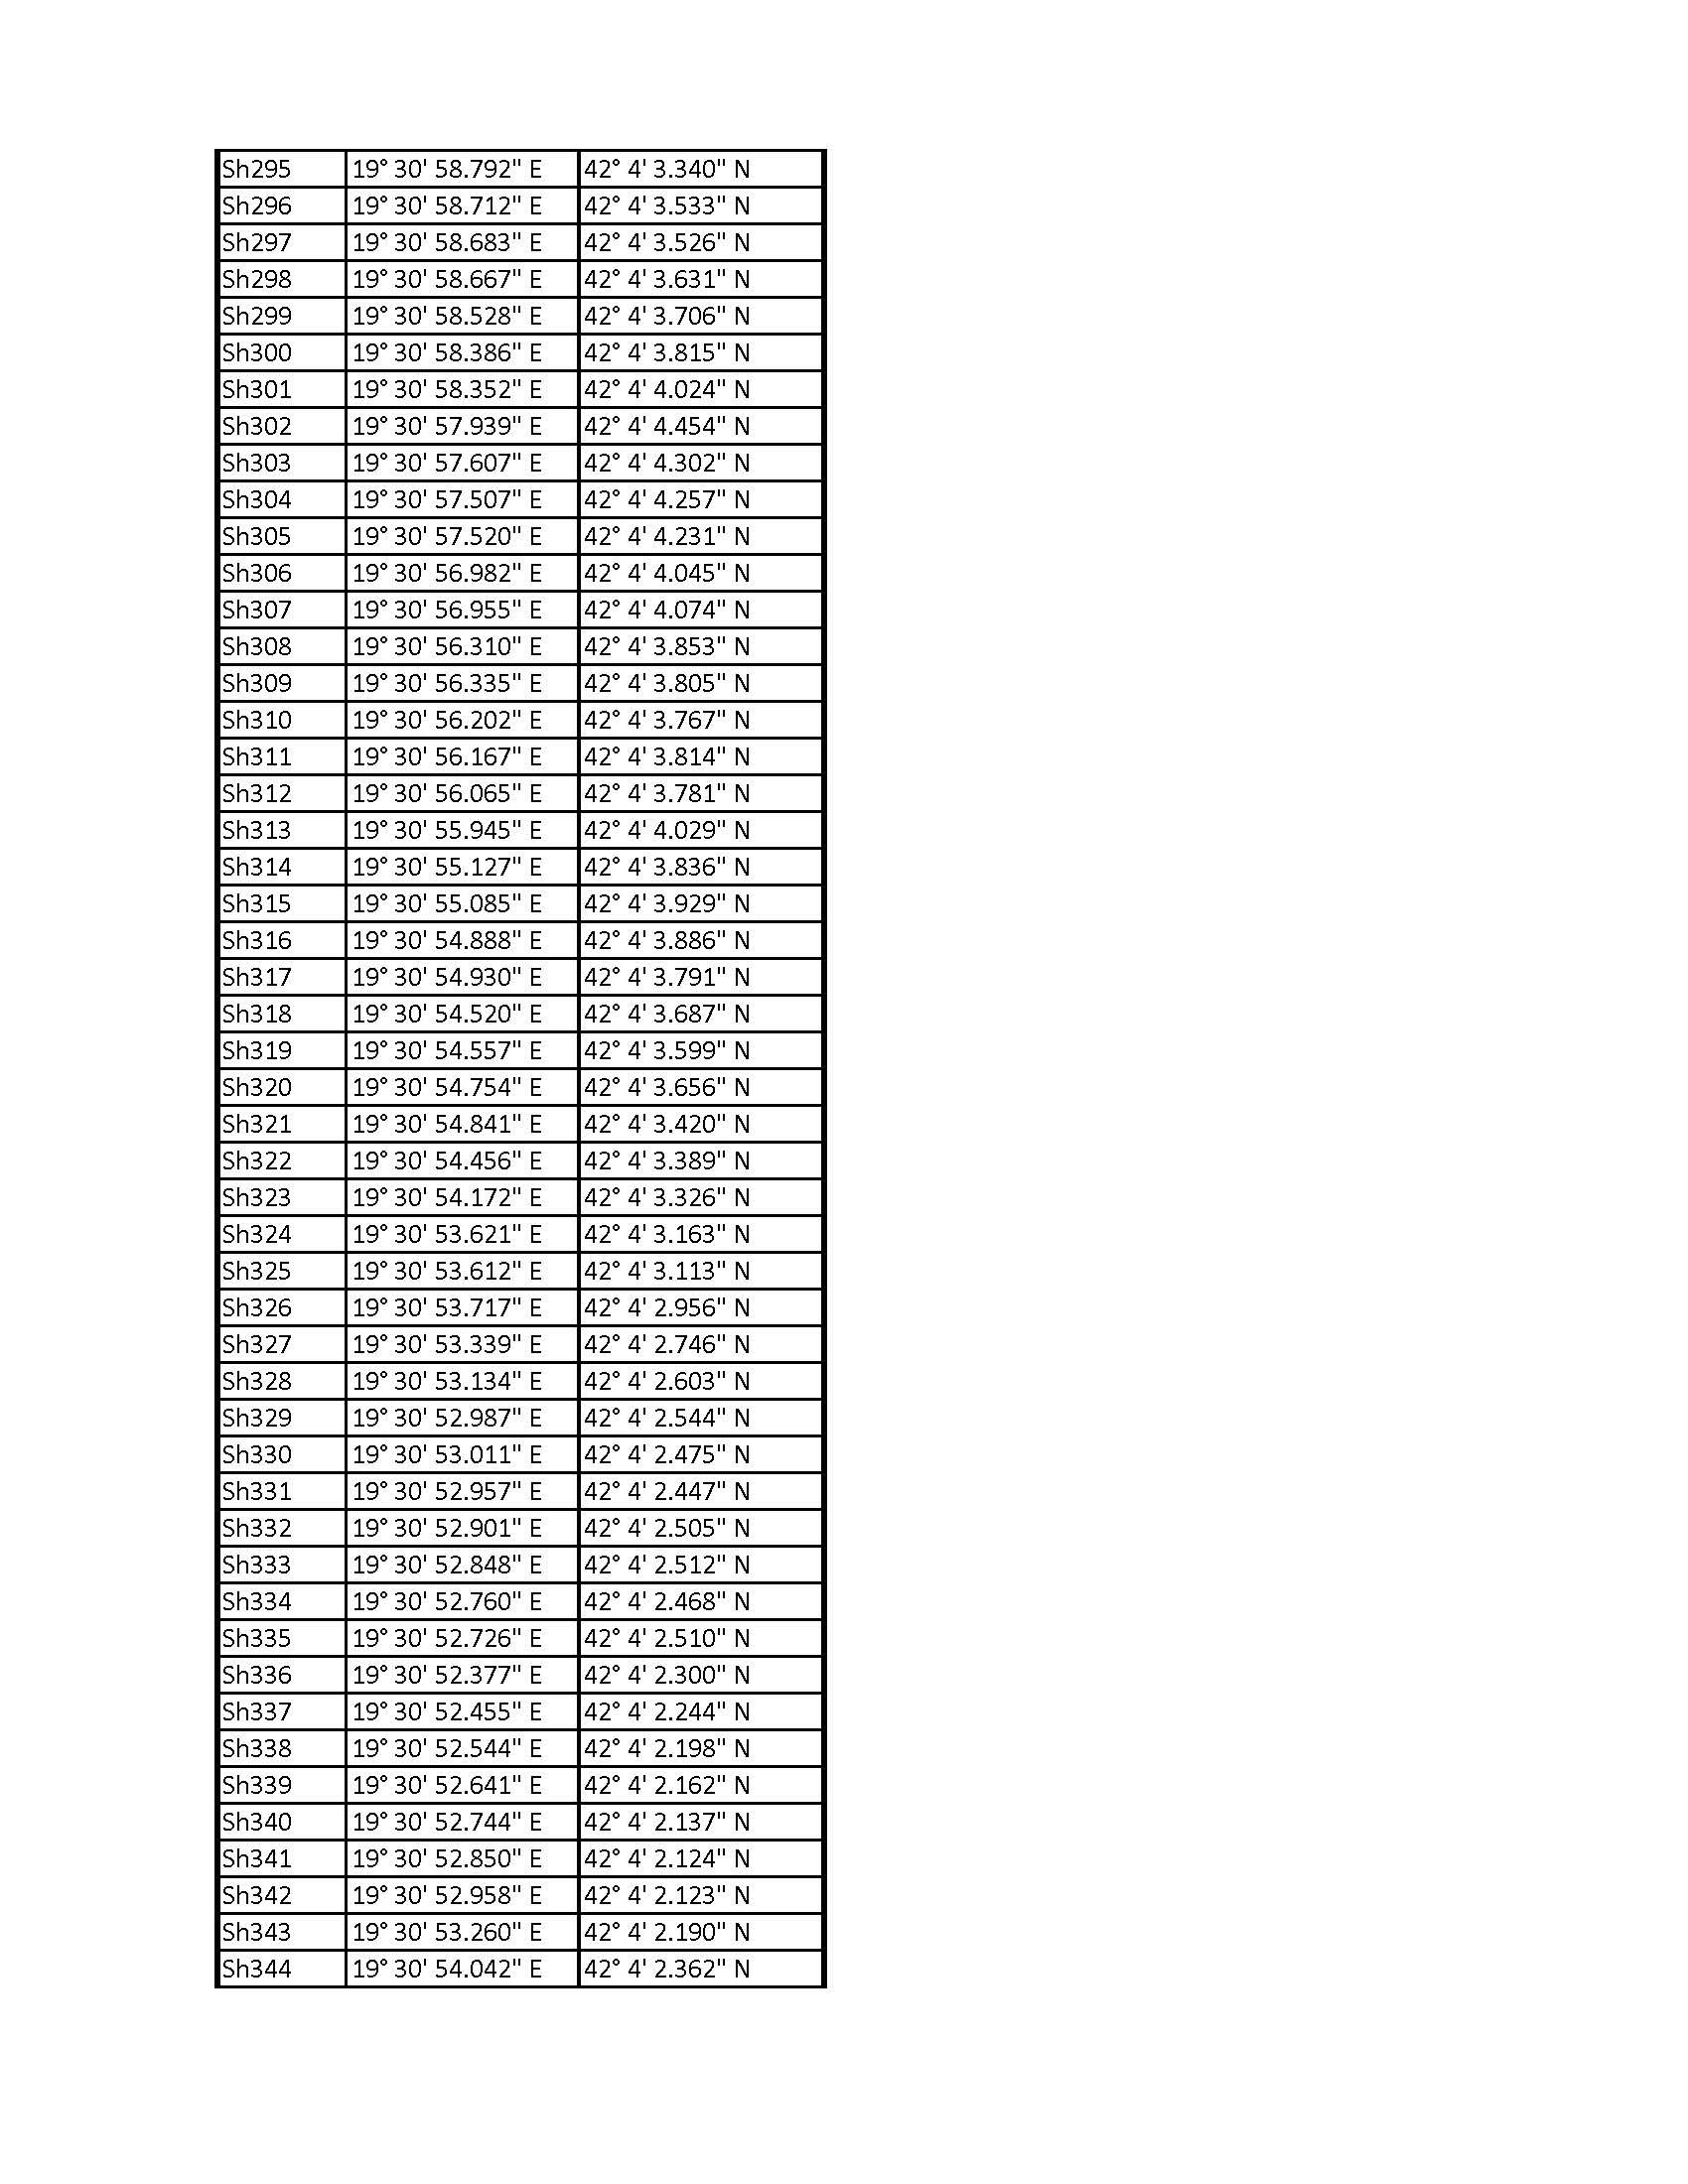 Sh295 19° 30' 58.792" E 42° 4' 3.340" N
Sh296 19° 30' 58.712" E 42° 4' 3.533" N
Sh297 19° 30' 58.683" E 42° 4' 3.526" N
Sh298 19° 30' 58.667" E 42° 4' 3.631" N
Sh299 19° 30' 58.528" E 42° 4' 3.706" N
Sh300 19° 30' 58.386" E 42° 4' 3.815" N
Sh301 19° 30' 58.352" E 42° 4' 4.024" N
Sh302 19° 30' 57.939" E 42° 4' 4.454" N
Sh303 19° 30' 57.607" E 42° 4' 4.302" N
Sh304 19° 30' 57.507" E 42° 4' 4.257" N
Sh305 19° 30' 57.520" E 42° 4' 4.231" N
Sh306 19° 30' 56.982" E 42° 4' 4.045" N
Sh307 19° 30' 56.955" E 42° 4' 4.074" N
Sh308 19° 30' 56.310" E 42° 4' 3.853" N
Sh309 19° 30' 56.335" E 42° 4' 3.805" N
Sh310 19° 30' 56.202" E 42° 4' 3.767" N
Sh311 19° 30' 56.167" E 42° 4' 3.814" N
Sh312 19° 30' 56.065" E 42° 4' 3.781" N
Sh313 19° 30' 55.945" E 42° 4' 4.029" N
Sh314 19° 30' 55.127" E 42° 4' 3.836" N
Sh315 19° 30' 55.085" E 42° 4' 3.929" N
Sh316 19° 30' 54.888" E 42° 4' 3.886" N
Sh317 19° 30' 54.930" E 42° 4' 3.791" N
Sh318 19° 30' 54.520" E 42° 4' 3.687" N
Sh319 19° 30' 54.557" E 42° 4' 3.599" N
Sh320 19° 30' 54.754" E 42° 4' 3.656" N
Sh321 19° 30' 54.841" E 42° 4' 3.420" N
Sh322 19° 30' 54.456" E 42° 4' 3.389" N
Sh323 19° 30' 54.172" E 42° 4' 3.326" N
Sh324 19° 30' 53.621" E 42° 4' 3.163" N
Sh325 19° 30' 53.612" E 42° 4' 3.113" N
Sh326 19° 30' 53.717" E 42° 4' 2.956" N
Sh327 19° 30' 53.339" E 42° 4' 2.746" N
Sh328 19° 30' 53.134" E 42° 4' 2.603" N
Sh329 19° 30' 52.987" E 42° 4' 2.544" N
Sh330 19° 30' 53.011" E 42° 4' 2.475" N
Sh331 19° 30' 52.957" E 42° 4' 2.447" N
Sh332 19° 30' 52.901" E 42° 4' 2.505" N
Sh333 19° 30' 52.848" E 42° 4' 2.512" N
Sh334 19° 30' 52.760" E 42° 4' 2.468" N
Sh335 19° 30' 52.726" E 42° 4' 2.510" N
Sh336 19° 30' 52.377" E 42° 4' 2.300" N
Sh337 19° 30' 52.455" E 42° 4' 2.244" N
Sh338 19° 30' 52.544" E 42° 4' 2.198" N
Sh339 19° 30' 52.641" E 42° 4' 2.162" N
Sh340 19° 30' 52.744" E 42° 4' 2.137" N
Sh341 19° 30' 52.850" E 42° 4' 2.124" N
Sh342 19° 30' 52.958" E 42° 4' 2.123" N
Sh343 19° 30' 53.260" E 42° 4' 2.190" N
Sh344 19° 30' 54.042" E 42° 4' 2.362" N